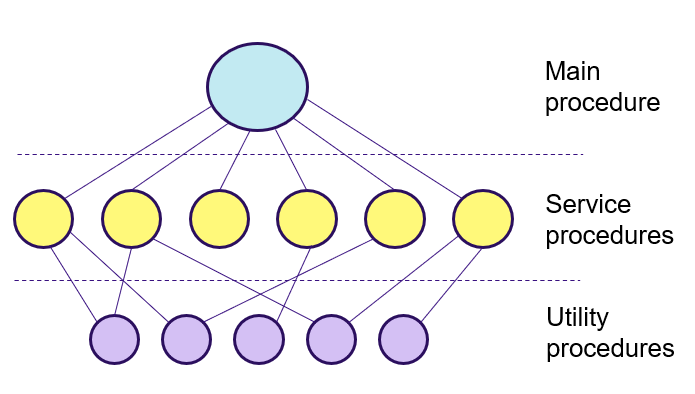 Main
procedure
Service
procedures
Utility
procedures